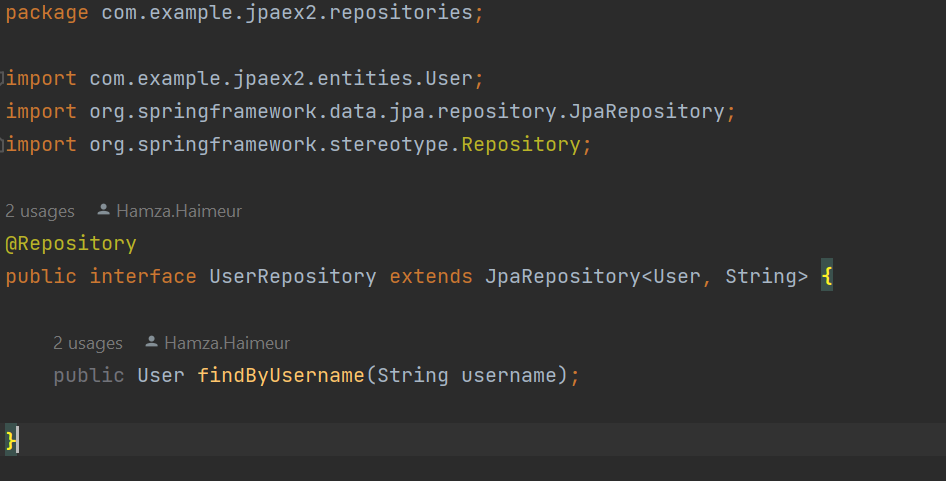 package com.example.jpaex2.repositories;
import com.example.jpaex2.entities.User;
import org.springframework.data.jpa.repository.JpaRepository;
import org.springframework.stereotype.Repository;
2 usages Hamza.Haimeur
@Repository
public interface UserRepository extends JpaRepository<User, String> {
2 usages Hamza.Haimeur
public User findByUsername(String username);
}